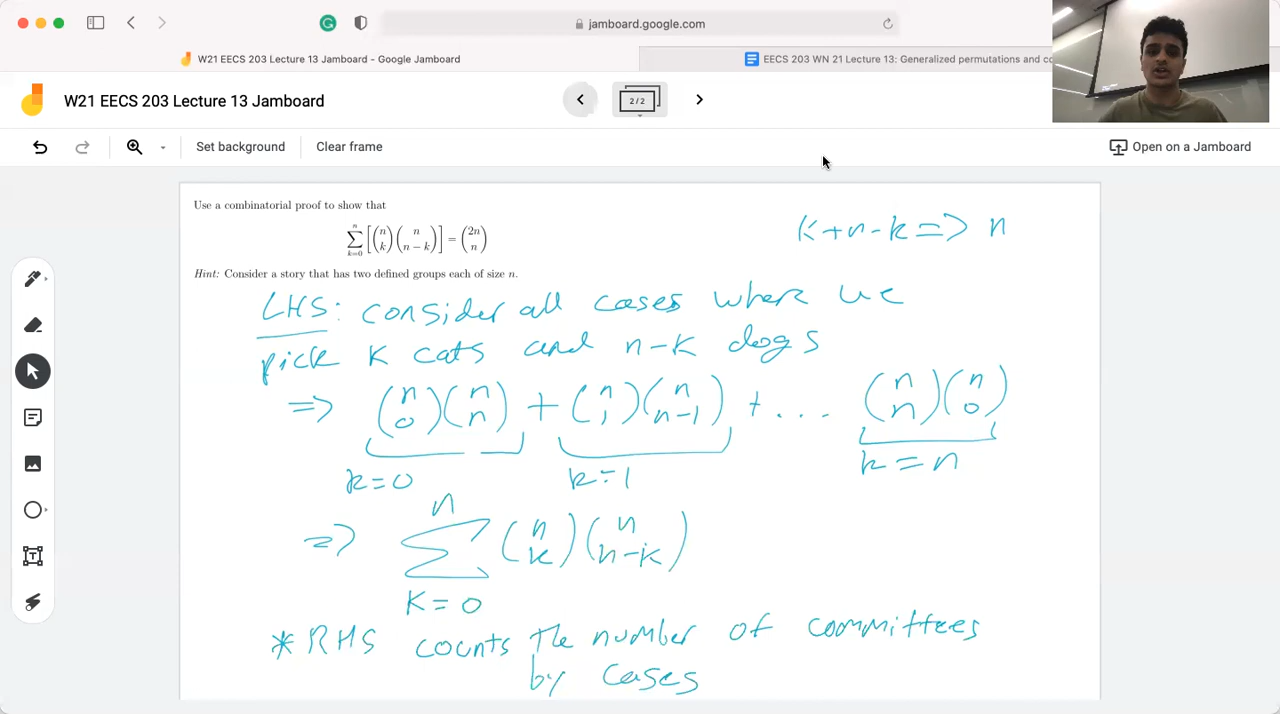 jamboard.google.com
W21 EECS 203 Lecture 13 Jamboard - Google Jamboard
EECS 203 WN 21 Lecture 13: Generalized permutations and co
W21 EECS 203 Lecture 13 Jamboard
2/2
Set background
Clear frame
Open on a Jamboard
Use a combinatorial proof to show that
∑_{k=0}^{n} [(n k)(n n−k)] = (2n n)
Hint: Consider a story that has two defined groups each of size n.
k+n-k => n
LHS: consider all cases where we
pick k cats and n-k dogs
=> (n 0)(n n) + (n 1)(n n-1) + ... (n n)(n 0)
k=0 k=1 k=n
=> ∑_{k=0}^{n} (n k)(n n-k)
*RHS counts the number of committees
by cases